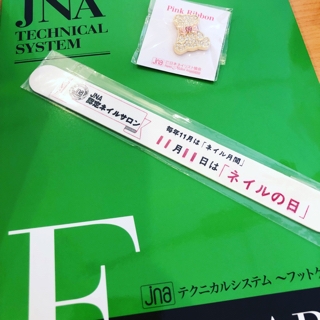 JNA
TECHNICAL
SYSTEM
Pink Ribbon
JNA
認定ネイルサロン
毎年11月は「ネイル月間」
11月11日は「ネイルの日」
F
jna テクニカルシステム ～フットケ